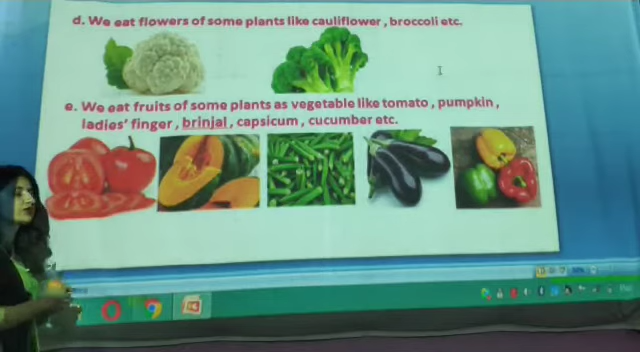 d. We eat flowers of some plants like cauliflower , broccoli etc.
e. We eat fruits of some plants as vegetable like tomato , pumpkin ,
ladies' finger , brinjal , capsicum , cucumber etc.